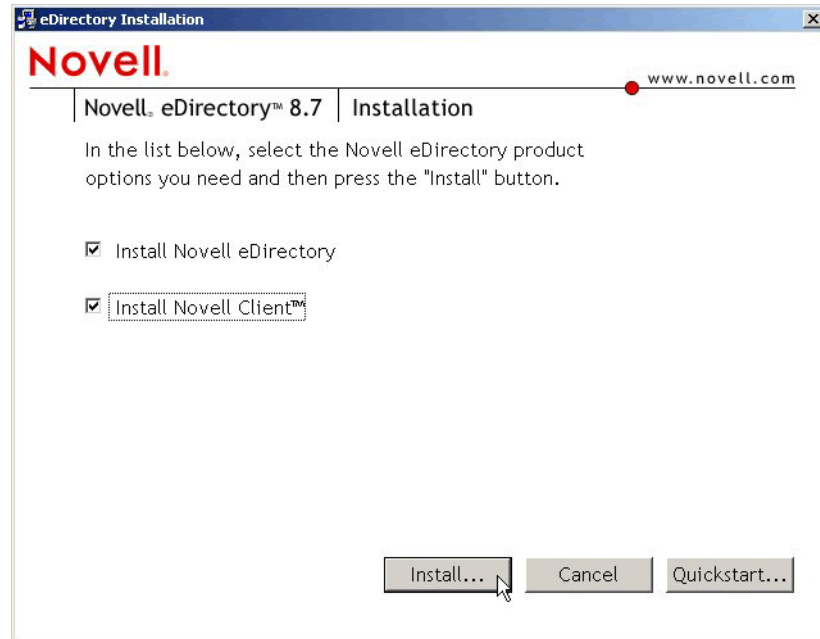 eDirectory Installation
Novell.
www.novell.com
Novell. eDirectory™ 8.7 Installation
In the list below, select the Novell eDirectory product
options you need and then press the "Install" button.
Install Novell eDirectory
Install Novell Client™
Install... Cancel Quickstart...